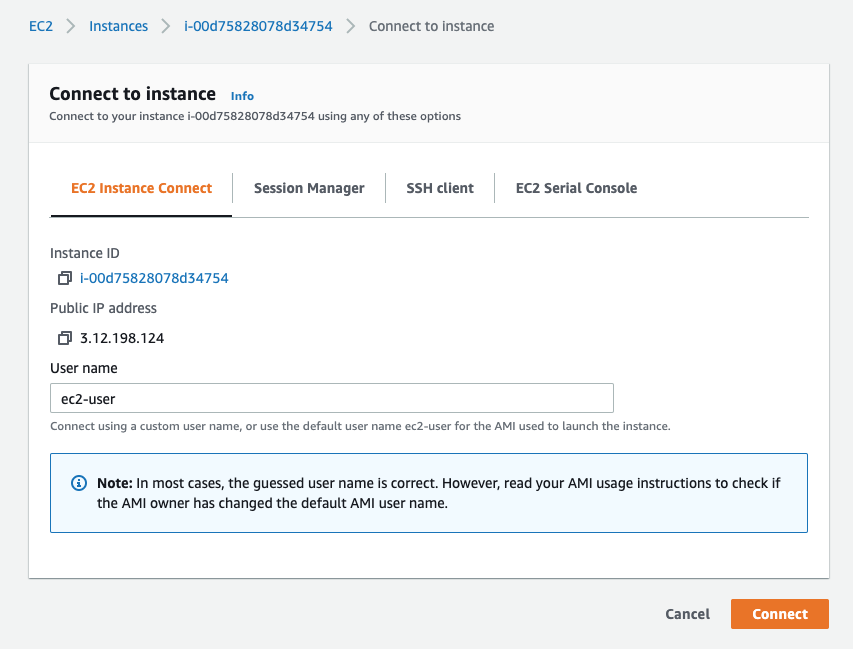 EC2 > Instances > i-00d75828078d34754 > Connect to instance
Connect to instance Info
Connect to your instance i-00d75828078d34754 using any of these options
EC2 Instance Connect Session Manager SSH client EC2 Serial Console
Instance ID
i-00d75828078d34754
Public IP address
3.12.198.124
User name
ec2-user
Connect using a custom user name, or use the default user name ec2-user for the AMI used to launch the instance.
Note: In most cases, the guessed user name is correct. However, read your AMI usage instructions to check if
the AMI owner has changed the default AMI user name.
Cancel Connect